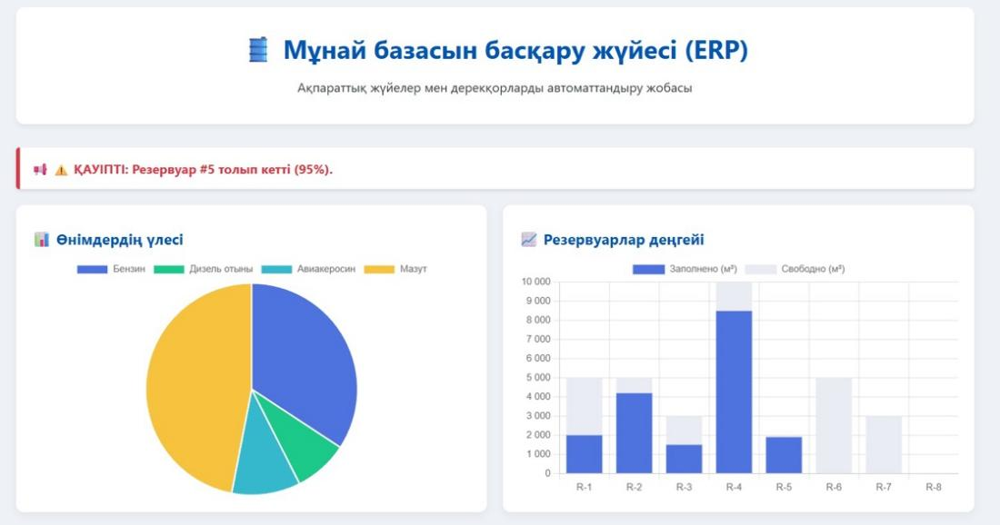 Мұнай базасын басқару жүйесі (ERP)
Ақпараттық жүйелер мен дерекқорларды автоматтандыру жобасы
ҚАУІПТІ: Резервуар #5 толып кетті (95%).
Өнімдердің үлесі
Бензин Дизель отыны Авиакеросин Мазут
Резервуарлар деңгейі
Заполнено (м³) Свободно (м³)
10 000
9 000
8 000
7 000
6 000
5 000
4 000
3 000
2 000
1 000
0
R-1 R-2 R-3 R-4 R-5 R-6 R-7 R-8